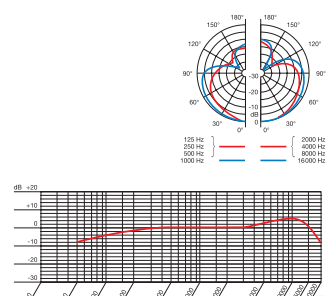 180° 180°
150° 150°
120° 120°
90° 90°
60° 60°
30° 0° 0° 30°
-30
-20
-10
dB
0
125 Hz 2000 Hz
250 Hz 4000 Hz
500 Hz 8000 Hz
1000 Hz 16000 Hz
dB +20
+10
0
-10
-20
-30